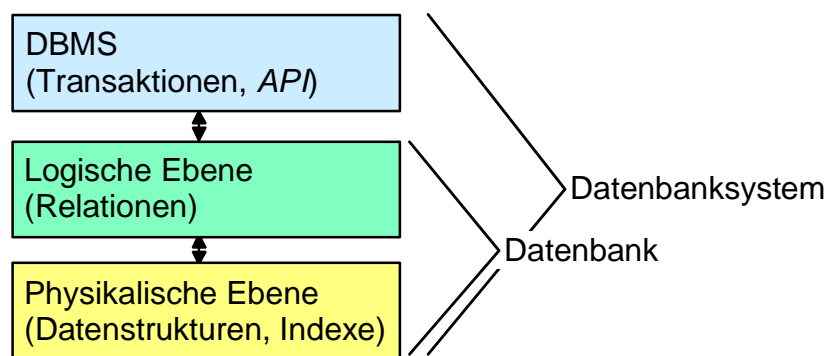 DBMS
(Transaktionen, API)
Logische Ebene
(Relationen)
Datenbanksystem
Datenbank
Physikalische Ebene
(Datenstrukturen, Indexe)